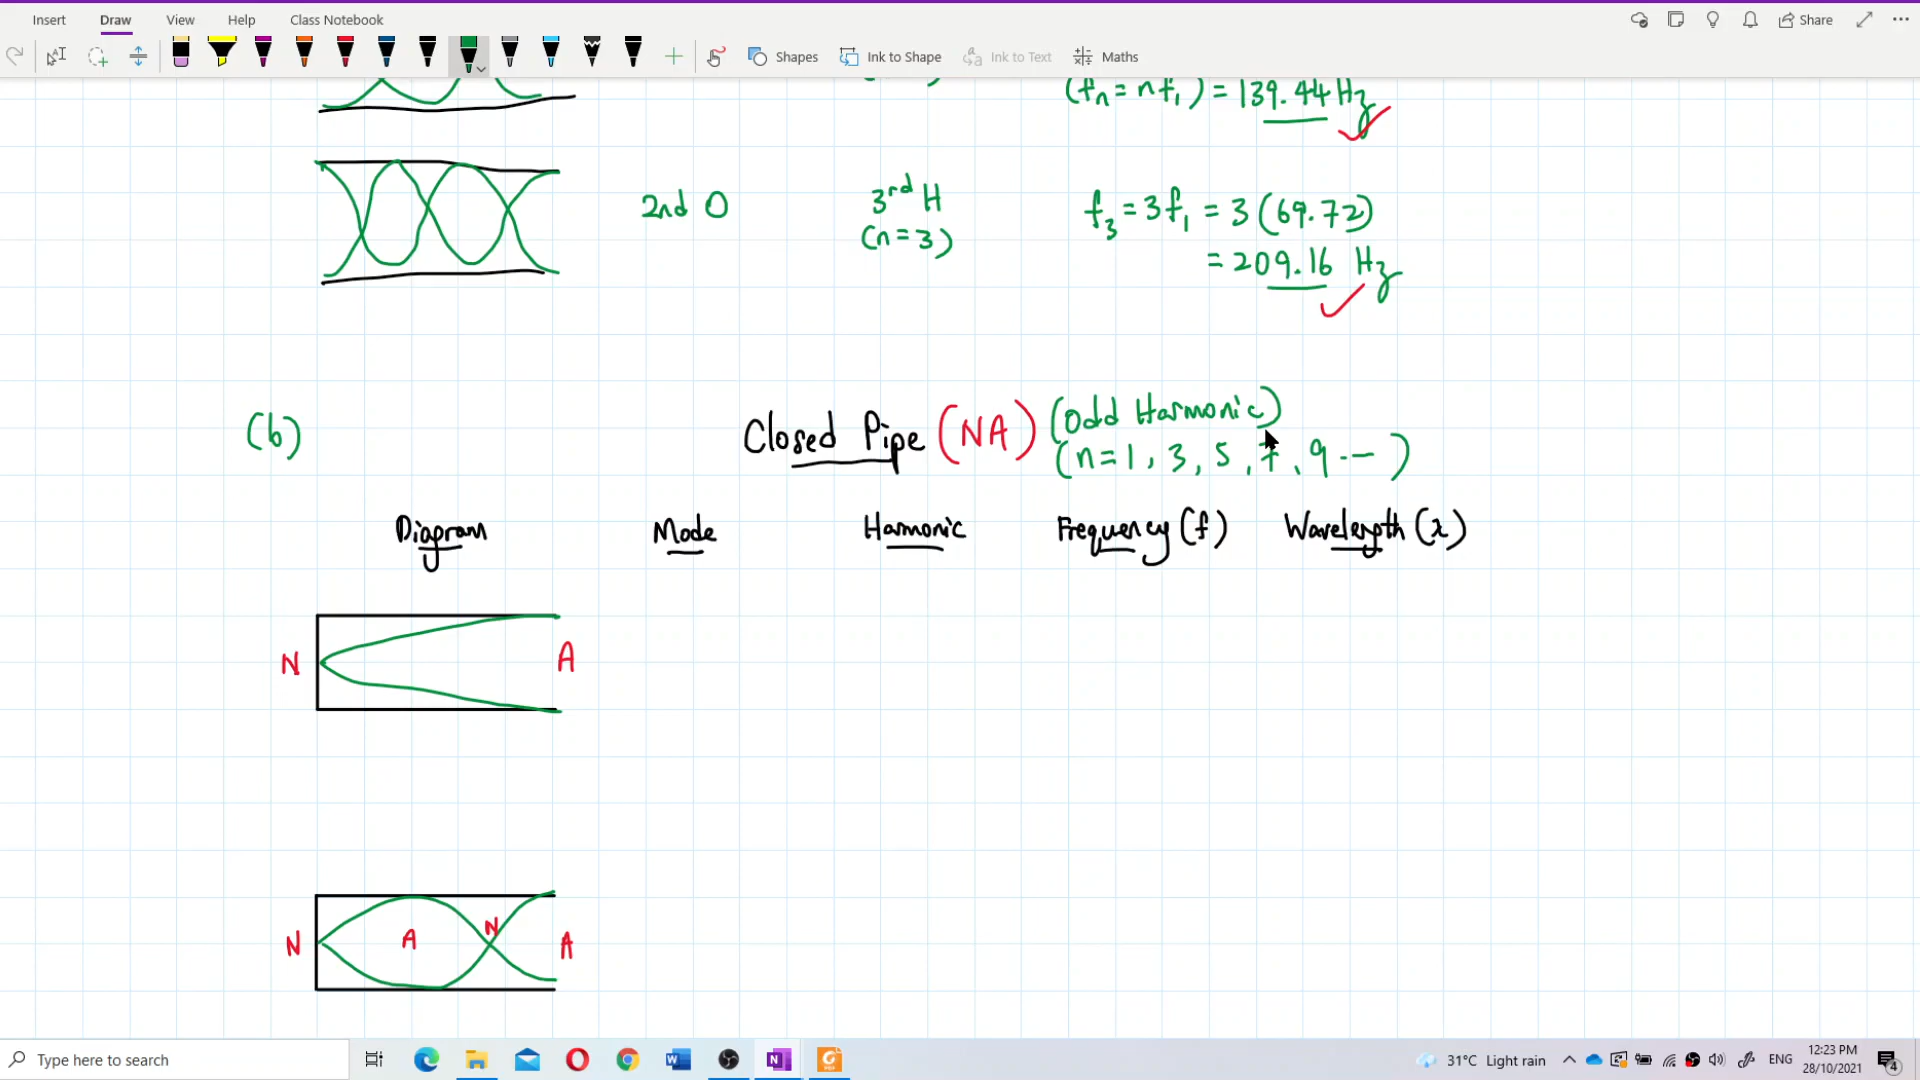 Insert Draw View Help Class Notebook Share
Shapes Ink to Shape Ink to Text Maths
(fn = nf1) = 139.44 Hz
2nd O 3rd H f3 = 3f1 = 3(69.72)
(n=3) = 209.16 Hz
(b) Closed Pipe (NA) (Odd Harmonic)
(n=1, 3, 5, 7, 9 --- )
Diagram Mode Harmonic Frequency (f) Wavelength (λ)
N A
N A N A
Type here to search 31°C Light rain ENG 12:23 PM
28/10/2021 4